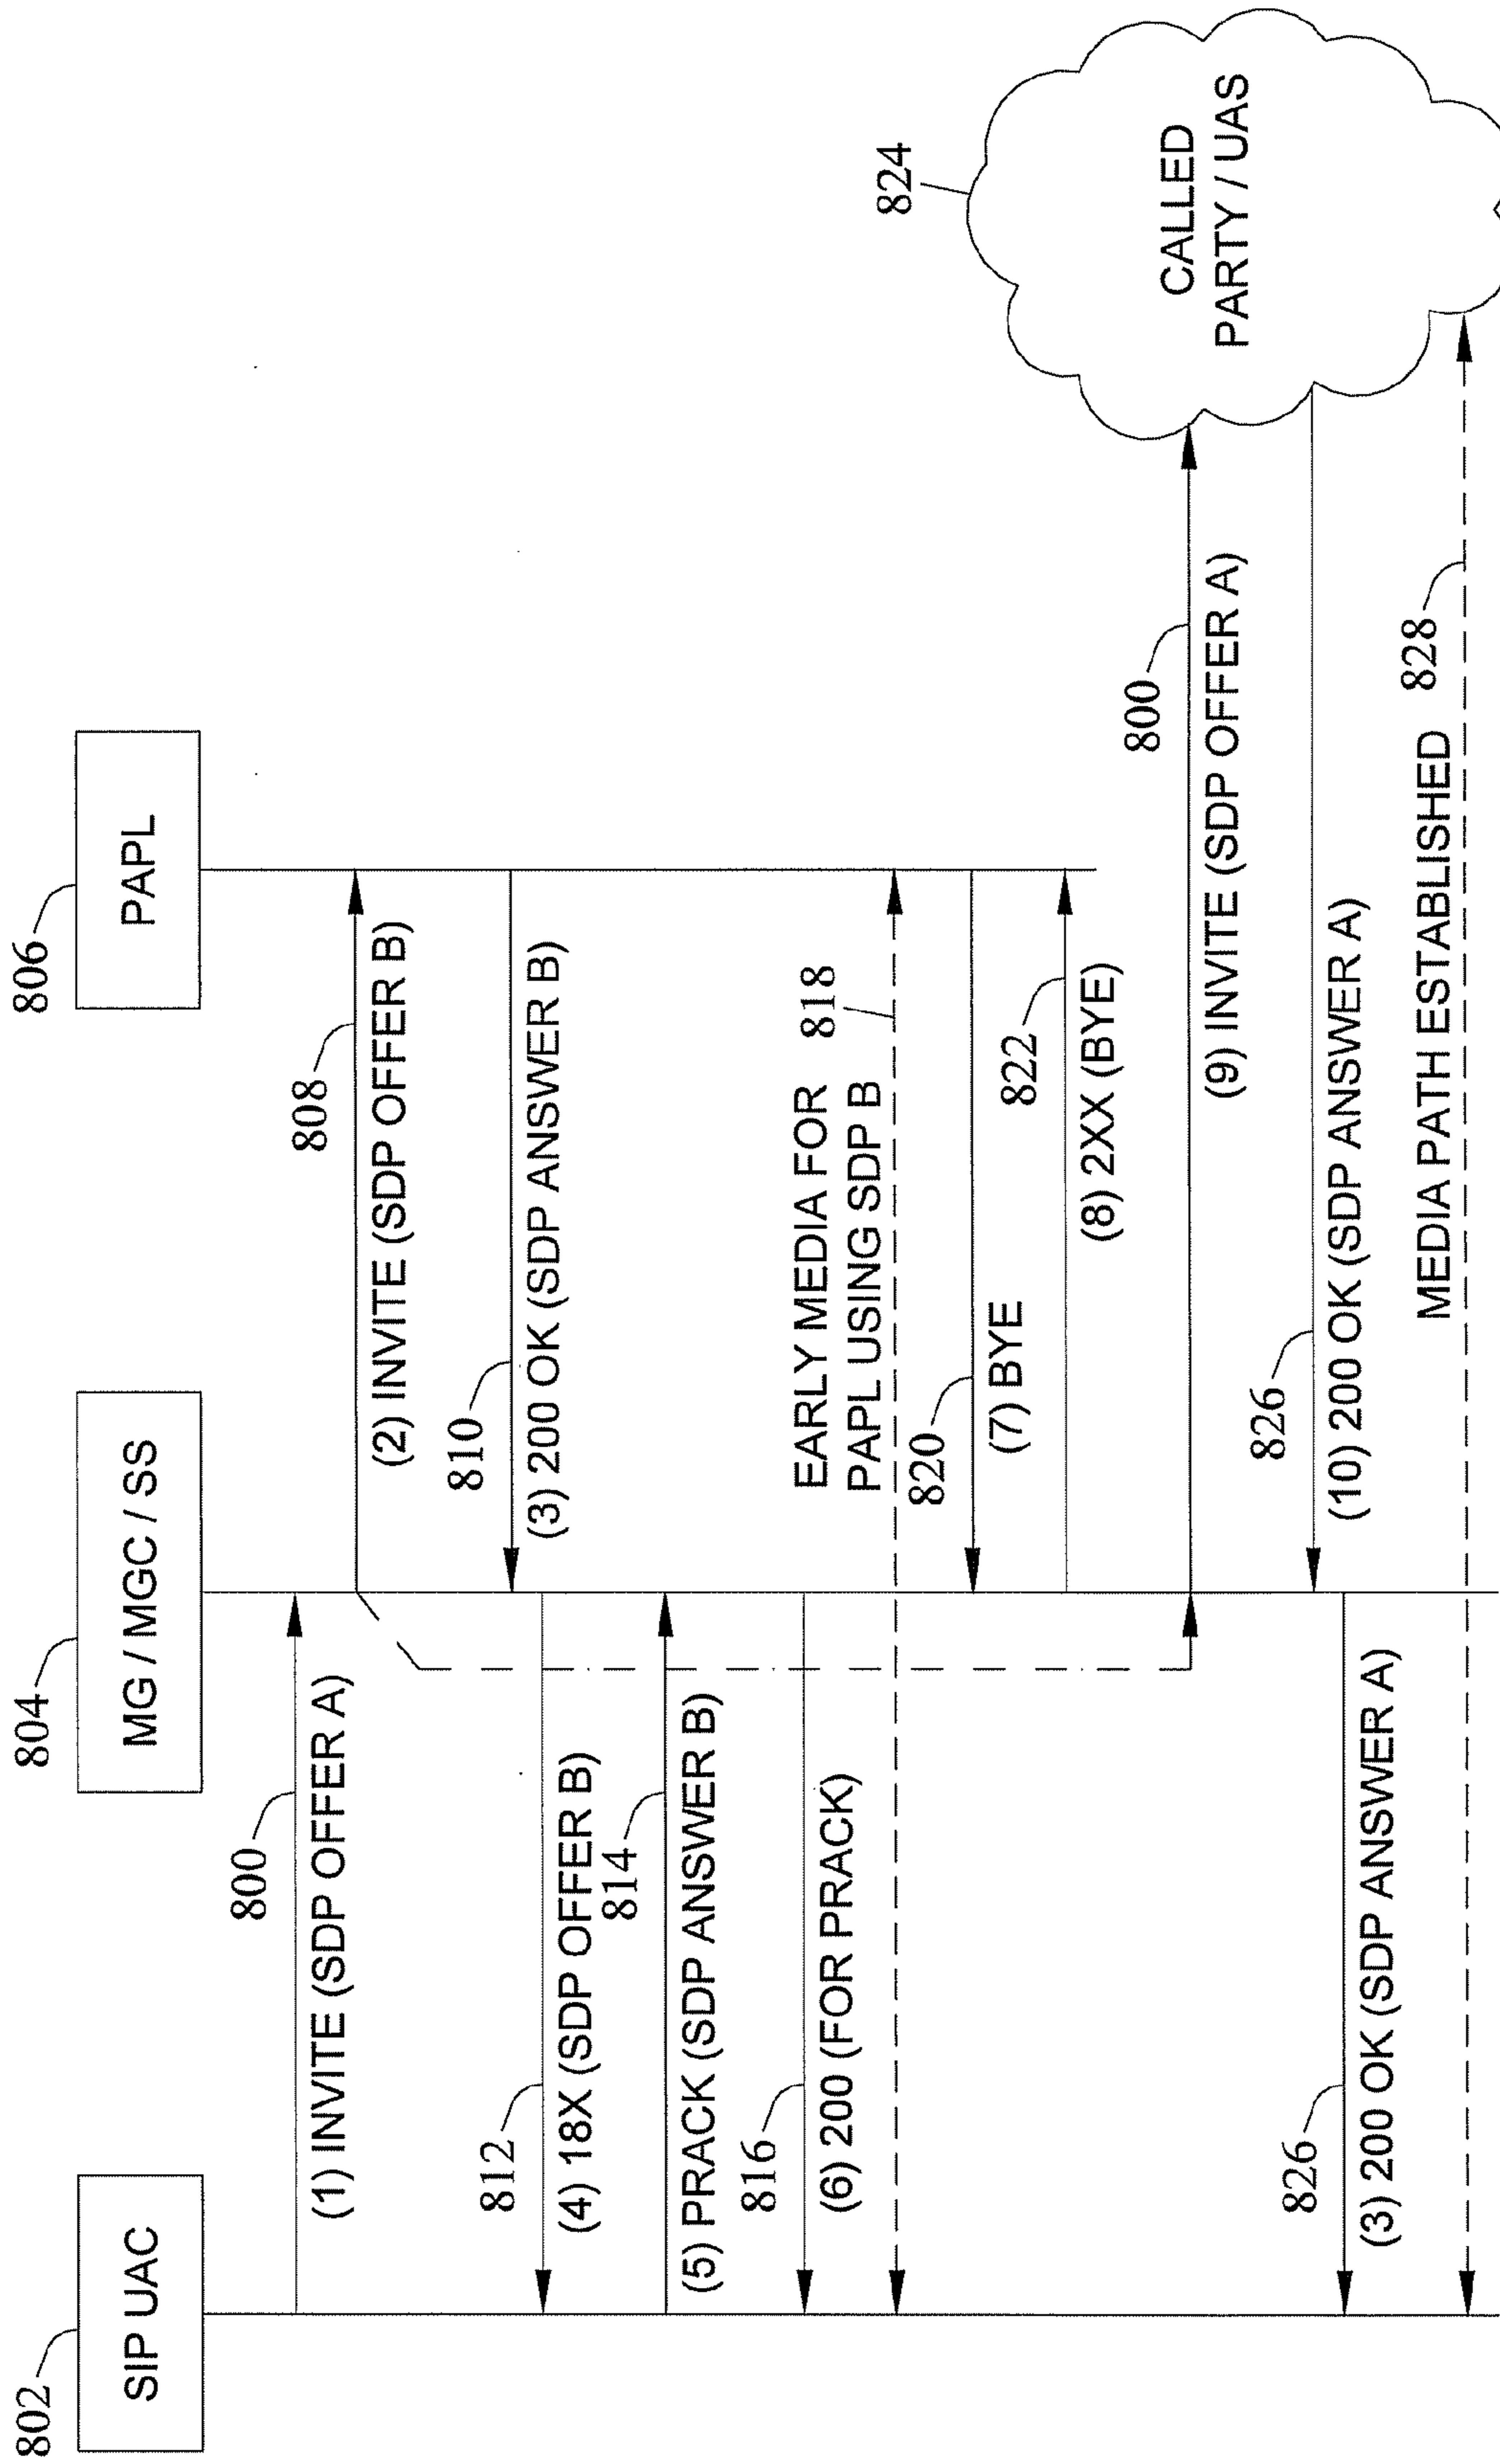 802
SIP UAC
804
MG / MGC / SS
806
PAPL
800
(1) INVITE (SDP OFFER A)
808
(2) INVITE (SDP OFFER B)
810
(3) 200 OK (SDP ANSWER B)
812
(4) 18X (SDP OFFER B)
814
(5) PRACK (SDP ANSWER B)
816
(6) 200 (FOR PRACK)
EARLY MEDIA FOR
PAPL USING SDP B
818
820
(7) BYE
822
(8) 2XX (BYE)
824
CALLED
PARTY / UAS
800
(9) INVITE (SDP OFFER A)
826
(10) 200 OK (SDP ANSWER A)
826
(3) 200 OK (SDP ANSWER A)
MEDIA PATH ESTABLISHED
828